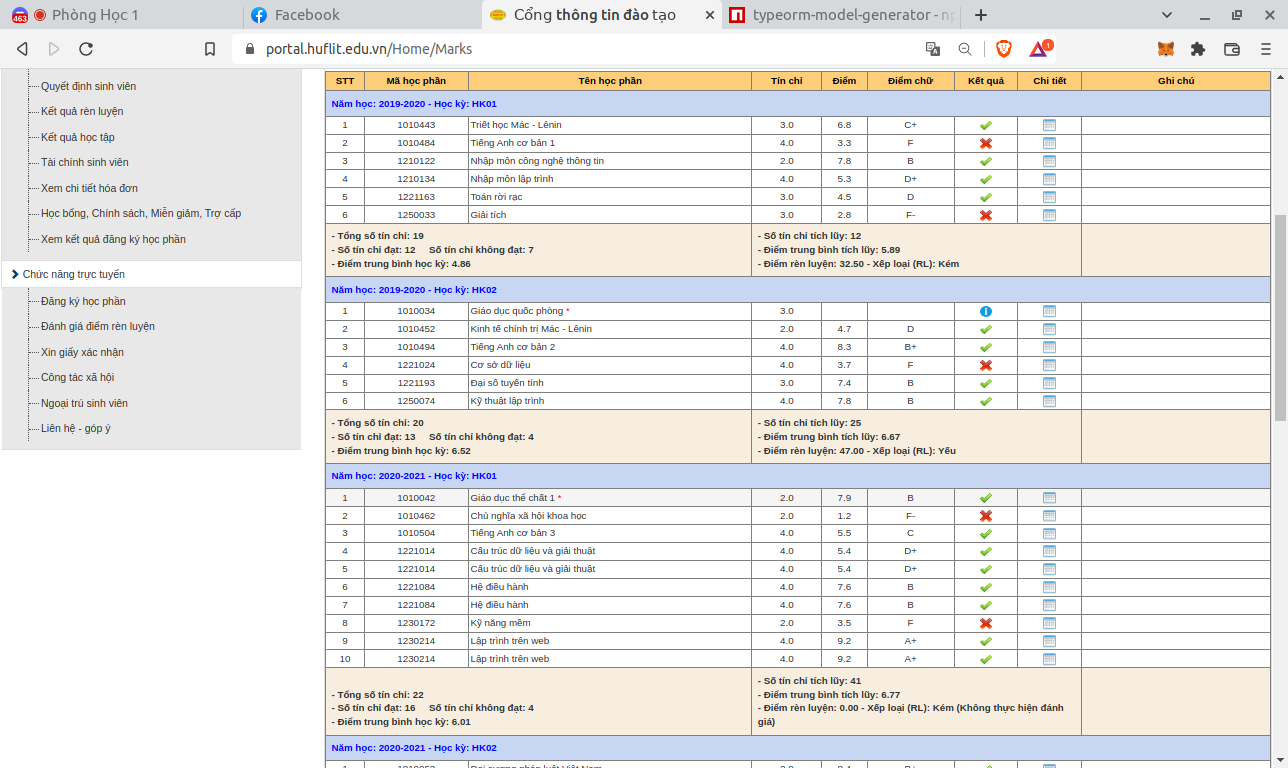 463 Phòng Học 1
Facebook
Cổng thông tin đào tạo
typeorm-model-generator - np
portal.huflit.edu.vn/Home/Marks
1
Quyết định sinh viên
Kết quả rèn luyện
Kết quả học tập
Tài chính sinh viên
Xem chi tiết hóa đơn
Học bổng, Chính sách, Miễn giảm, Trợ cấp
Xem kết quả đăng ký học phần
Chức năng trực tuyến
Đăng ký học phần
Đánh giá điểm rèn luyện
Xin giấy xác nhận
Công tác xã hội
Ngoại trú sinh viên
Liên hệ - góp ý
STT Mã học phần Tên học phần Tín chỉ Điểm Điểm chữ Kết quả Chi tiết Ghi chú
Năm học: 2019-2020 - Học kỳ: HK01
1 1010443 Triết học Mác - Lênin 3.0 6.8 C+
2 1010484 Tiếng Anh cơ bản 1 4.0 3.3 F
3 1210122 Nhập môn công nghệ thông tin 2.0 7.8 B
4 1210134 Nhập môn lập trình 4.0 5.3 D+
5 1221163 Toán rời rạc 3.0 4.5 D
6 1250033 Giải tích 3.0 2.8 F-
- Tổng số tín chỉ: 19
- Số tín chỉ đạt: 12 Số tín chỉ không đạt: 7
- Điểm trung bình học kỳ: 4.86
- Số tín chỉ tích lũy: 12
- Điểm trung bình tích lũy: 5.89
- Điểm rèn luyện: 32.50 - Xếp loại (RL): Kém
Năm học: 2019-2020 - Học kỳ: HK02
1 1010034 Giáo dục quốc phòng * 3.0
2 1010452 Kinh tế chính trị Mác - Lênin 2.0 4.7 D
3 1010494 Tiếng Anh cơ bản 2 4.0 8.3 B+
4 1221024 Cơ sở dữ liệu 4.0 3.7 F
5 1221193 Đại số tuyến tính 3.0 7.4 B
6 1250074 Kỹ thuật lập trình 4.0 7.8 B
- Tổng số tín chỉ: 20
- Số tín chỉ đạt: 13 Số tín chỉ không đạt: 4
- Điểm trung bình học kỳ: 6.52
- Số tín chỉ tích lũy: 25
- Điểm trung bình tích lũy: 6.67
- Điểm rèn luyện: 47.00 - Xếp loại (RL): Yếu
Năm học: 2020-2021 - Học kỳ: HK01
1 1010042 Giáo dục thể chất 1 * 2.0 7.9 B
2 1010462 Chủ nghĩa xã hội khoa học 2.0 1.2 F-
3 1010504 Tiếng Anh cơ bản 3 4.0 5.5 C
4 1221014 Cấu trúc dữ liệu và giải thuật 4.0 5.4 D+
5 1221014 Cấu trúc dữ liệu và giải thuật 4.0 5.4 D+
6 1221084 Hệ điều hành 4.0 7.6 B
7 1221084 Hệ điều hành 4.0 7.6 B
8 1230172 Kỹ năng mềm 2.0 3.5 F
9 1230214 Lập trình trên web 4.0 9.2 A+
10 1230214 Lập trình trên web 4.0 9.2 A+
- Tổng số tín chỉ: 22
- Số tín chỉ đạt: 16 Số tín chỉ không đạt: 4
- Điểm trung bình học kỳ: 6.01
- Số tín chỉ tích lũy: 41
- Điểm trung bình tích lũy: 6.77
- Điểm rèn luyện: 0.00 - Xếp loại (RL): Kém (Không thực hiện đánh
giá)
Năm học: 2020-2021 - Học kỳ: HK02